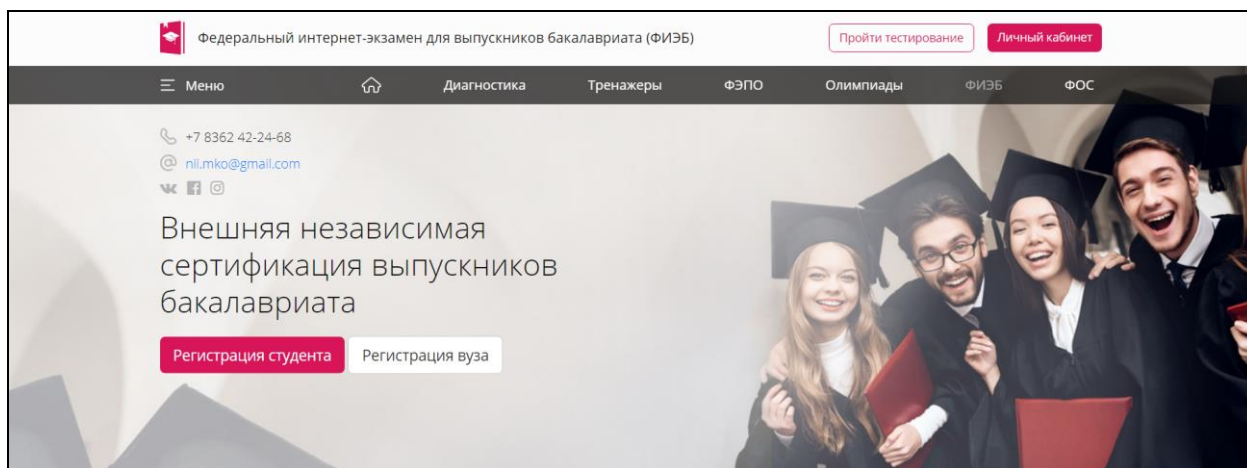 Федеральный интернет-экзамен для выпускников бакалавриата (ФИЭБ)
Пройти тестирование
Личный кабинет
Меню
Диагностика
Тренажеры
ФЭПО
Олимпиады
ФИЭБ
ФОС
+7 8362 42-24-68
nii.mko@gmail.com
Внешняя независимая
сертификация выпускников
бакалавриата
Регистрация студента
Регистрация вуза